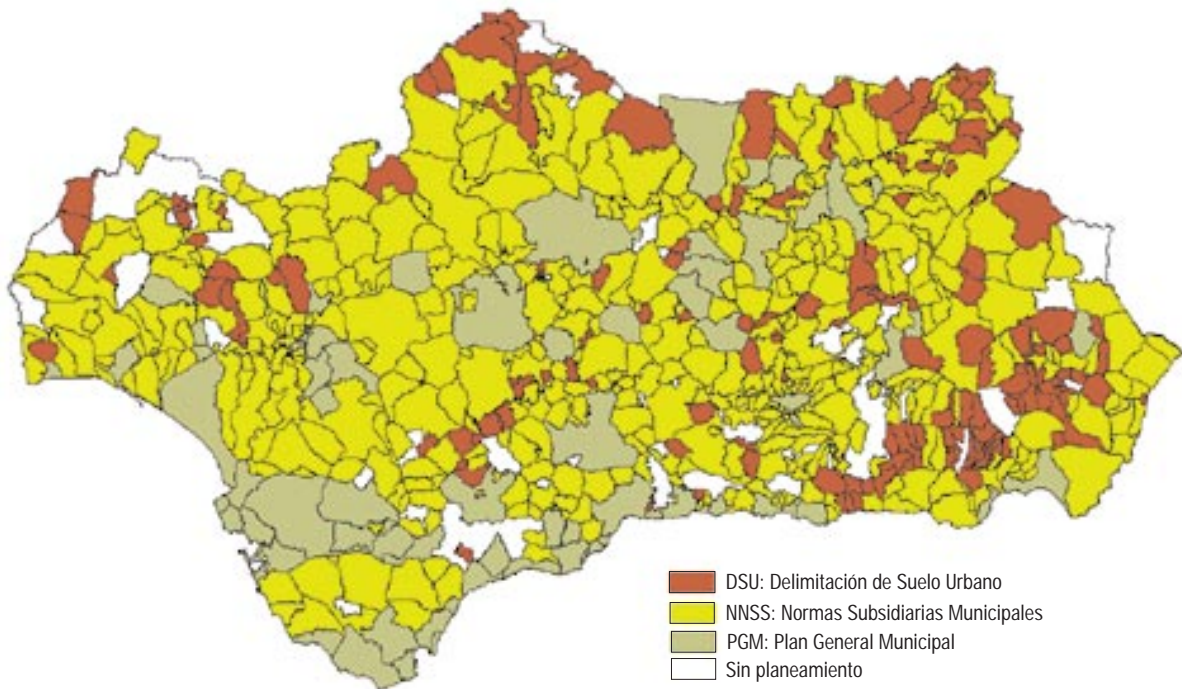 DSU: Delimitación de Suelo Urbano
NNSS: Normas Subsidiarias Municipales
PGM: Plan General Municipal
Sin planeamiento